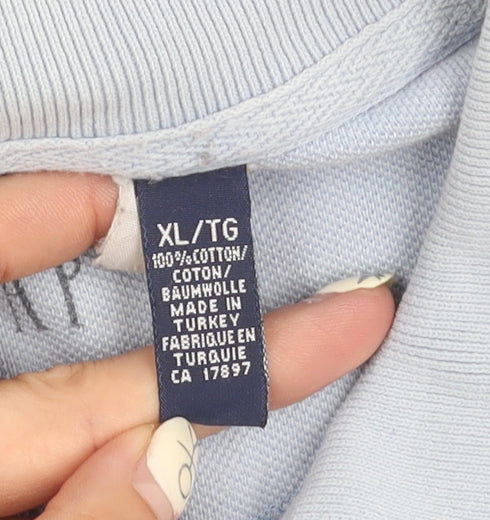 XL/TG
100%COTTON/
COTON/
BAUMWOLLE
MADE IN
TURKEY
FABRIQUE EN
TURQUIE
CA 17897